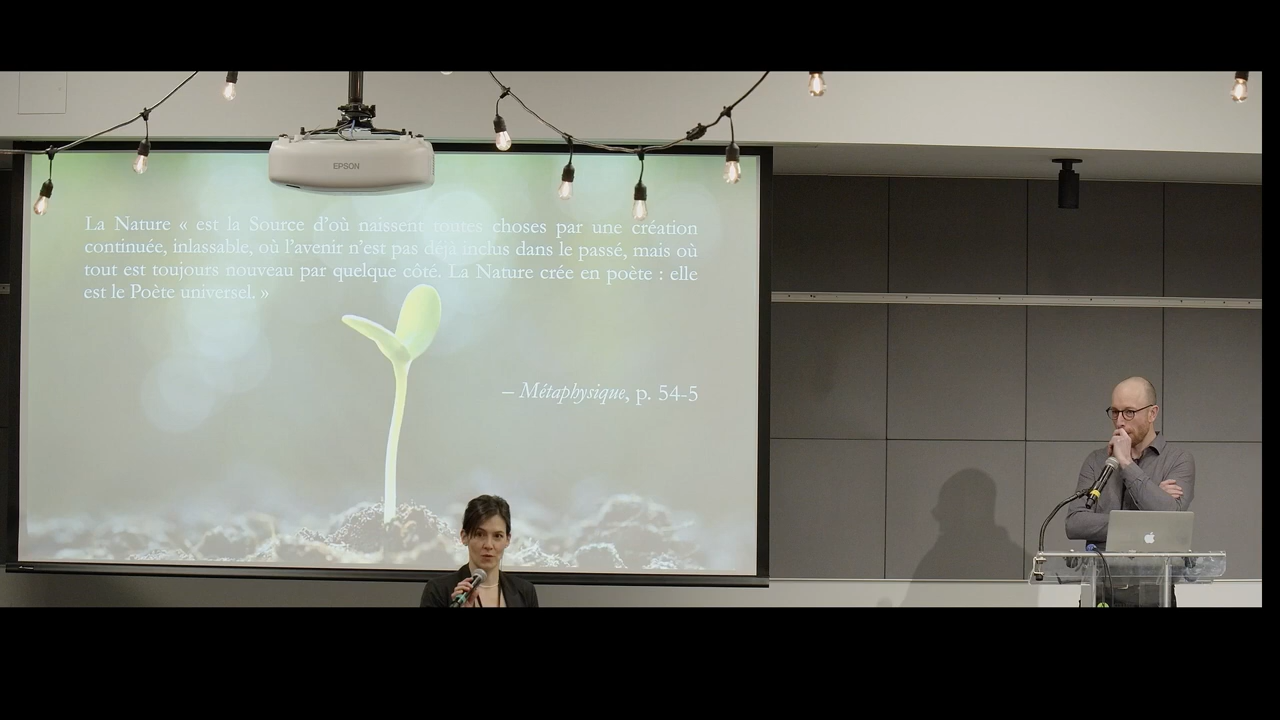 EPSON
La Nature « est la Source d'où naissent toutes choses par une création
continuée, inlassable, où l'avenir n'est pas déjà inclus dans le passé, mais où
tout est toujours nouveau par quelque côté. La Nature crée en poète : elle
est le Poète universel. »
– Métaphysique, p. 54-5